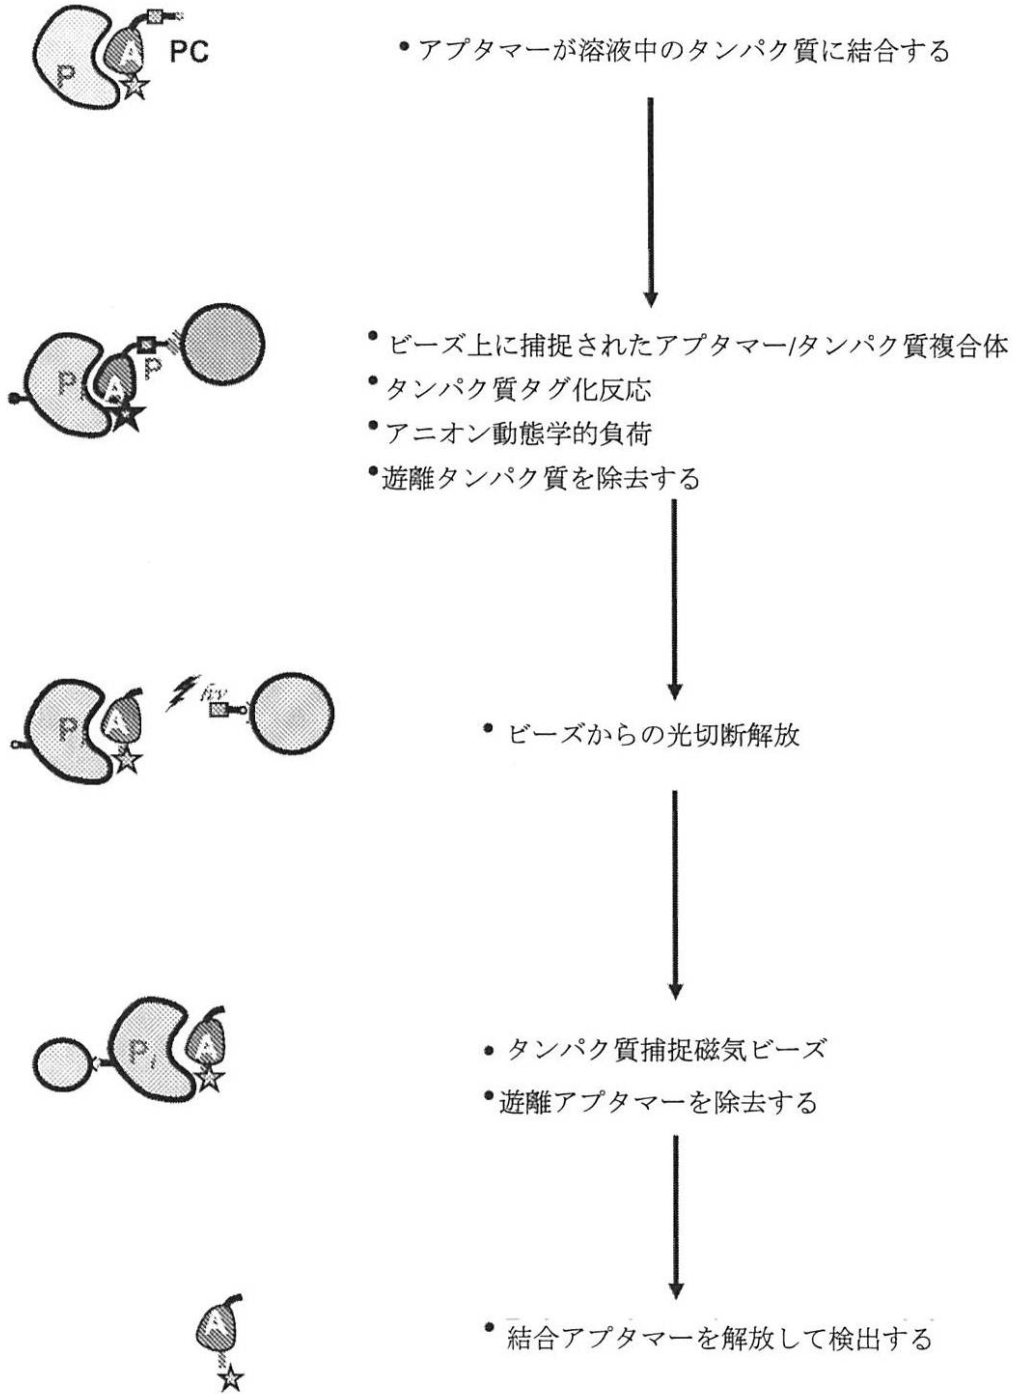 P
A
PC
• アプタマーが溶液中のタンパク質に結合する
P
A
P
• ビーズ上に捕捉されたアプタマー/タンパク質複合体
• タンパク質タグ化反応
• アニオン動態学的負荷
• 遊離タンパク質を除去する
P
A
hν
• ビーズからの光切断解放
P
A
• タンパク質捕捉磁気ビーズ
• 遊離アプタマーを除去する
A
• 結合アプタマーを解放して検出する